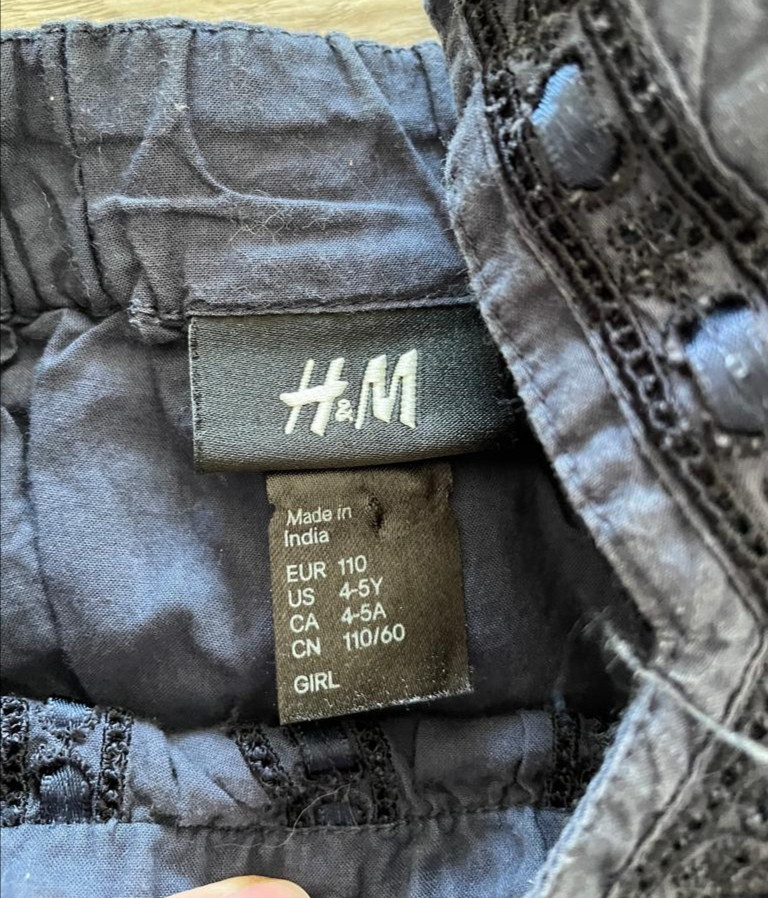 H&M
Made in
India
EUR 110
US 4-5Y
CA 4-5A
CN 110/60
GIRL